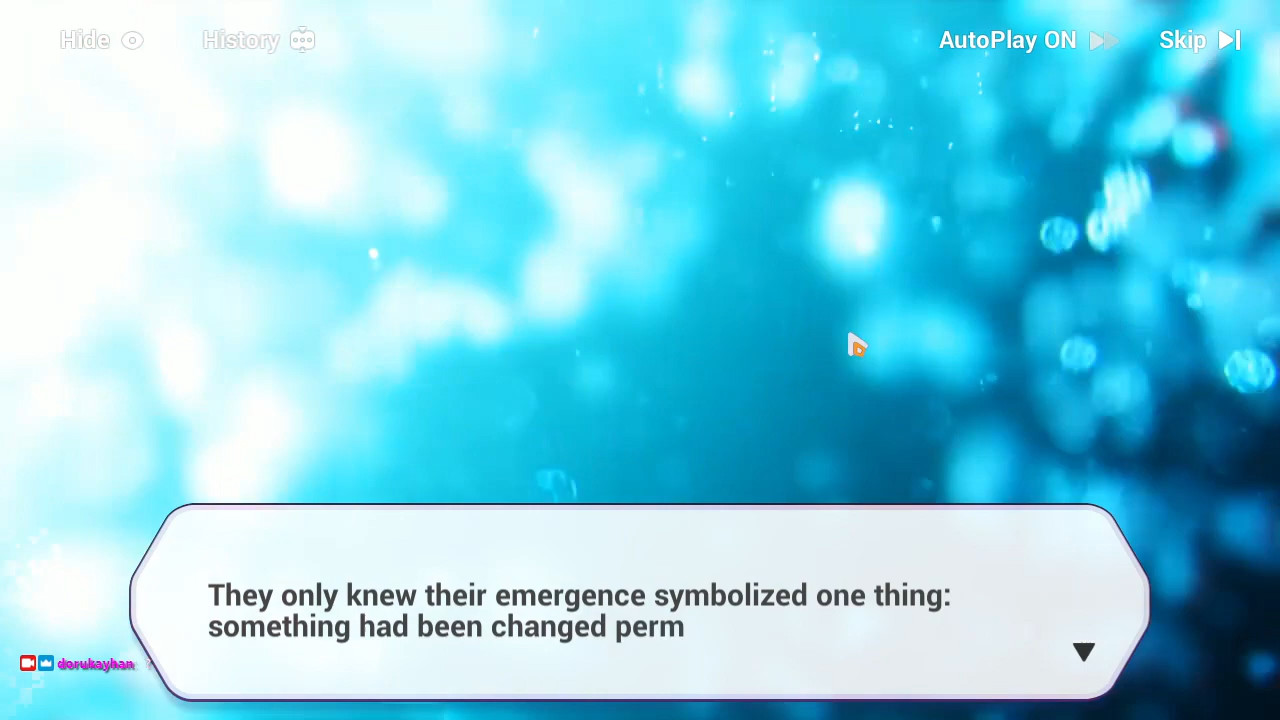 Hide
History
AutoPlay ON
Skip
They only knew their emergence symbolized one thing:
something had been changed perm
dorukayhan